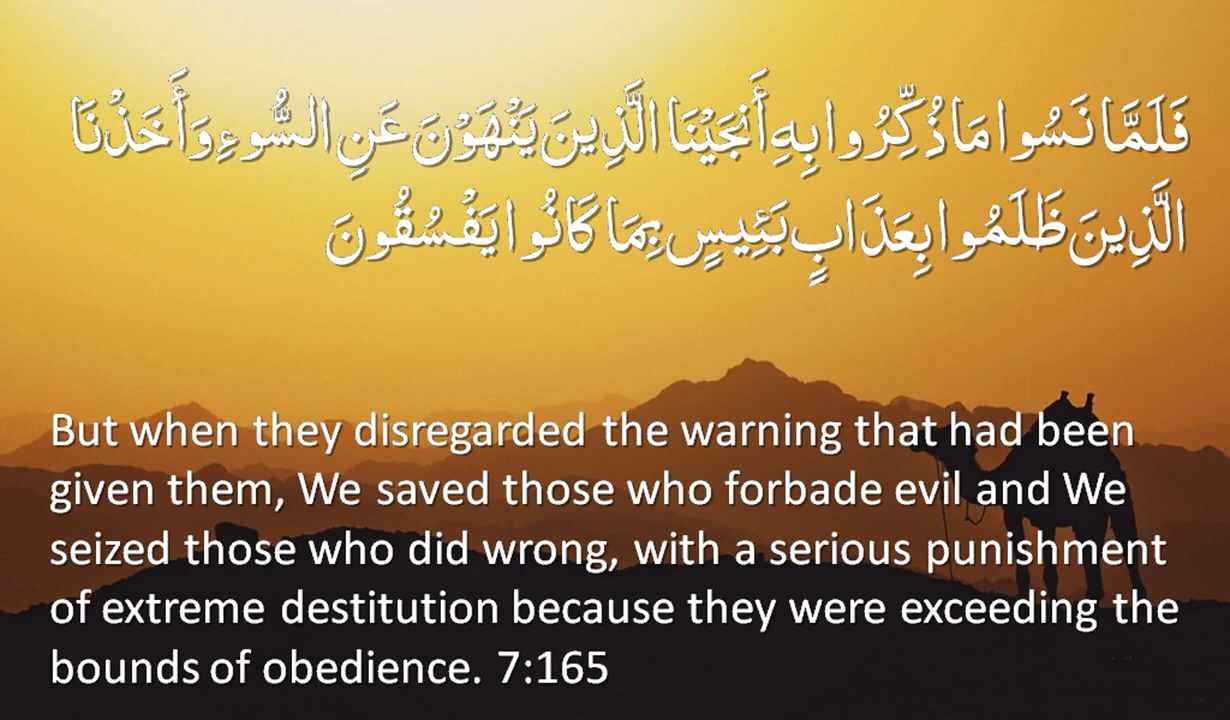 فَلَمَّا نَسُوا مَا ذُكِّرُوا بِهِ أَنجَيْنَا الَّذِينَ يَنْهَوْنَ عَنِ السُّوءِ وَأَخَذْنَا
الَّذِينَ ظَلَمُوا بِعَذَابٍ بَئِيسٍ بِمَا كَانُوا يَفْسُقُونَ
But when they disregarded the warning that had been
given them, We saved those who forbade evil and We
seized those who did wrong, with a serious punishment
of extreme destitution because they were exceeding the
bounds of obedience. 7:165